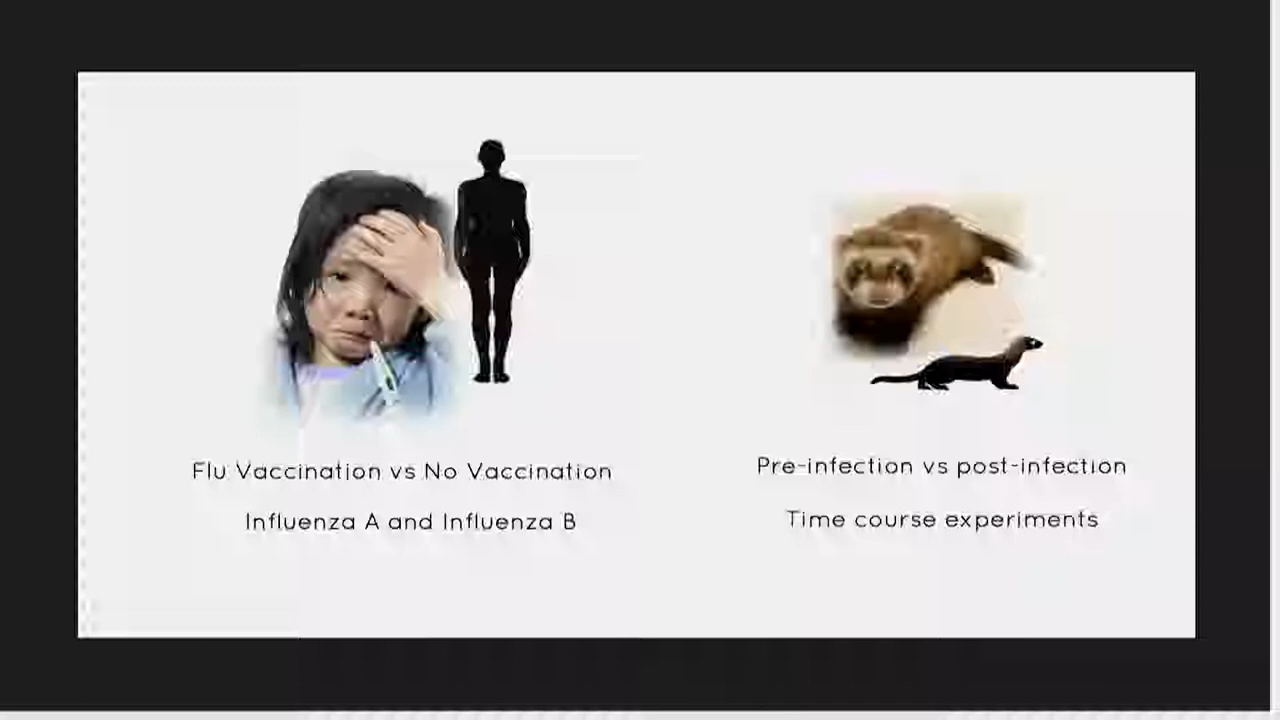 Flu Vaccination vs No Vaccination
Influenza A and Influenza B
Pre-infection vs post-infection
Time course experiments